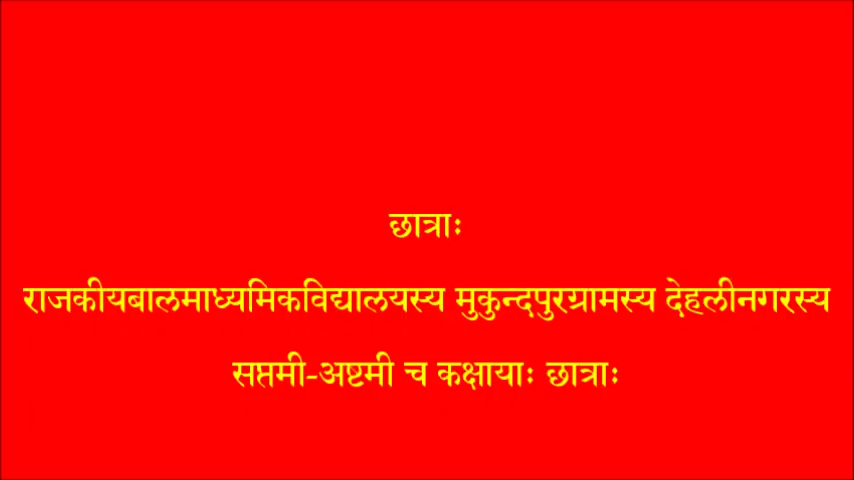 छात्राः
राजकीयबालमाध्यमिकविद्यालयस्य मुकुन्दपुरग्रामस्य देहलीनगरस्य
सप्तमी-अष्टमी च कक्षायाः छात्राः